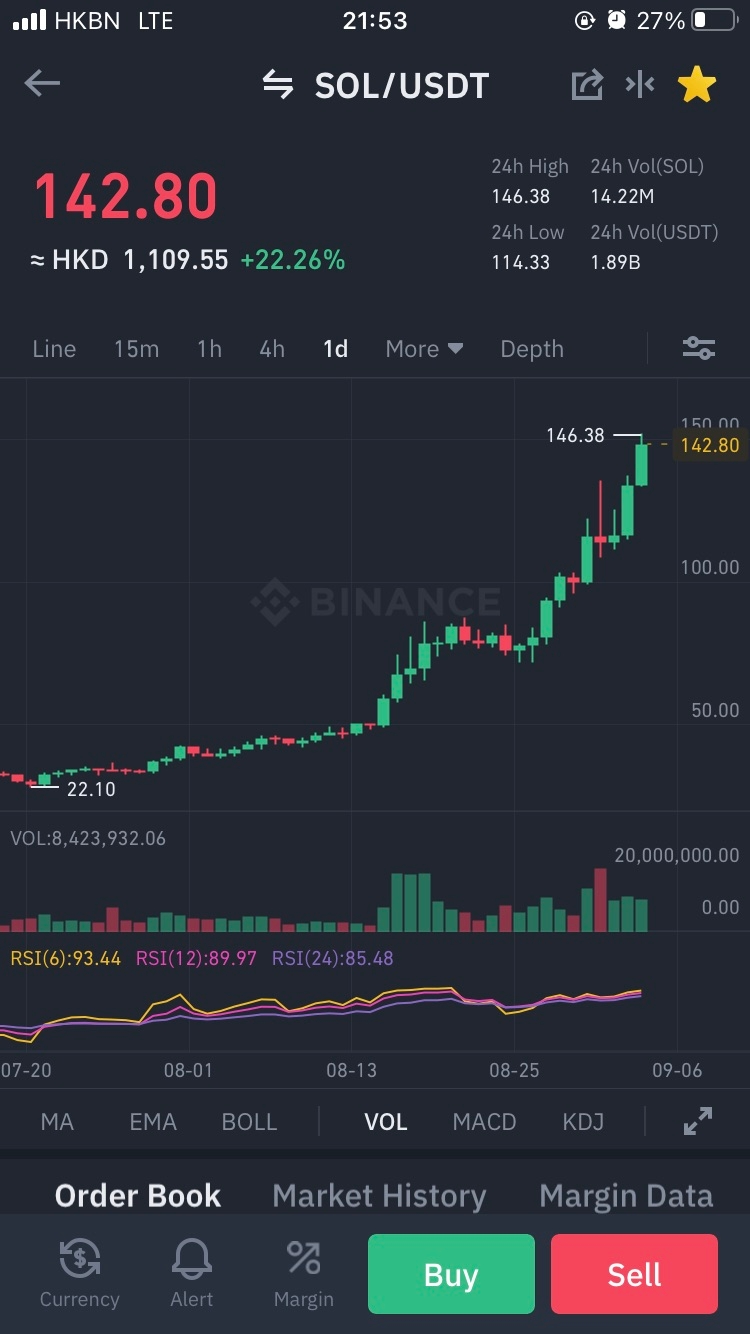 HKBN LTE 21:53 27%
SOL/USDT
24h High 24h Vol(SOL)
142.80
146.38 14.22M
24h Low 24h Vol(USDT)
≈ HKD 1,109.55 +22.26%
114.33 1.89B
Line 15m 1h 4h 1d More Depth
150.00
146.38
142.80
100.00
BINANCE
50.00
22.10
VOL:8,423,932.06
20,000,000.00
0.00
RSI(6):93.44 RSI(12):89.97 RSI(24):85.48
07-20 08-01 08-13 08-25 09-06
MA EMA BOLL VOL MACD KDJ
Order Book Market History Margin Data
Currency Alert Margin Buy Sell